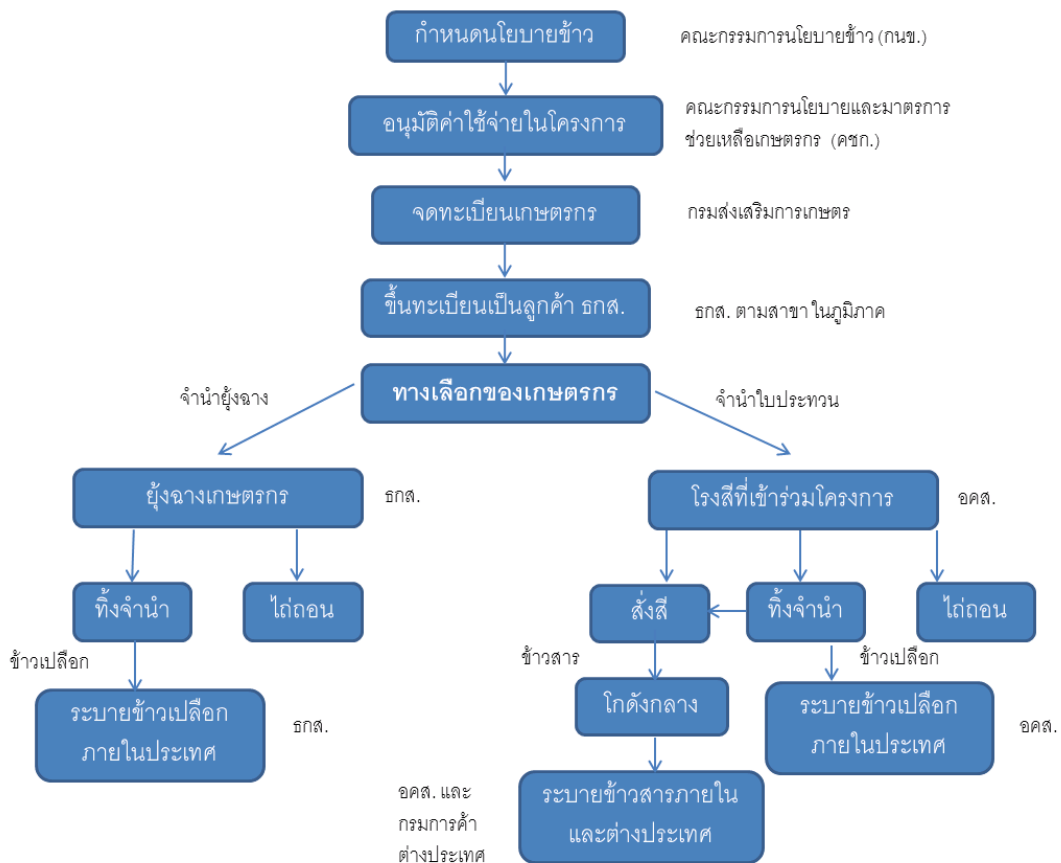 กำหนดนโยบายข้าว
คณะกรรมการนโยบายข้าว (กนข.)
อนุมัติค่าใช้จ่ายในโครงการ
คณะกรรมการนโยบายและมาตรการ
ช่วยเหลือเกษตรกร (คชก.)
จดทะเบียนเกษตรกร
กรมส่งเสริมการเกษตร
ขึ้นทะเบียนเป็นลูกค้า ธกส.
ธกส. ตามสาขา ในภูมิภาค
ทางเลือกของเกษตรกร
จำนำยุ้งฉาง
จำนำใบประทวน
ยุ้งฉางเกษตรกร
ธกส.
โรงสีที่เข้าร่วมโครงการ
อคส.
ทิ้งจำนำ
ไถ่ถอน
สั่งสี
ทิ้งจำนำ
ไถ่ถอน
ข้าวเปลือก
ข้าวสาร
ข้าวเปลือก
ระบายข้าวเปลือก
ภายในประเทศ
ธกส.
โกดังกลาง
ระบายข้าวเปลือก
ภายในประเทศ
อคส.
อคส. และ
กรมการค้า
ต่างประเทศ
ระบายข้าวสารภายใน
และต่างประเทศ